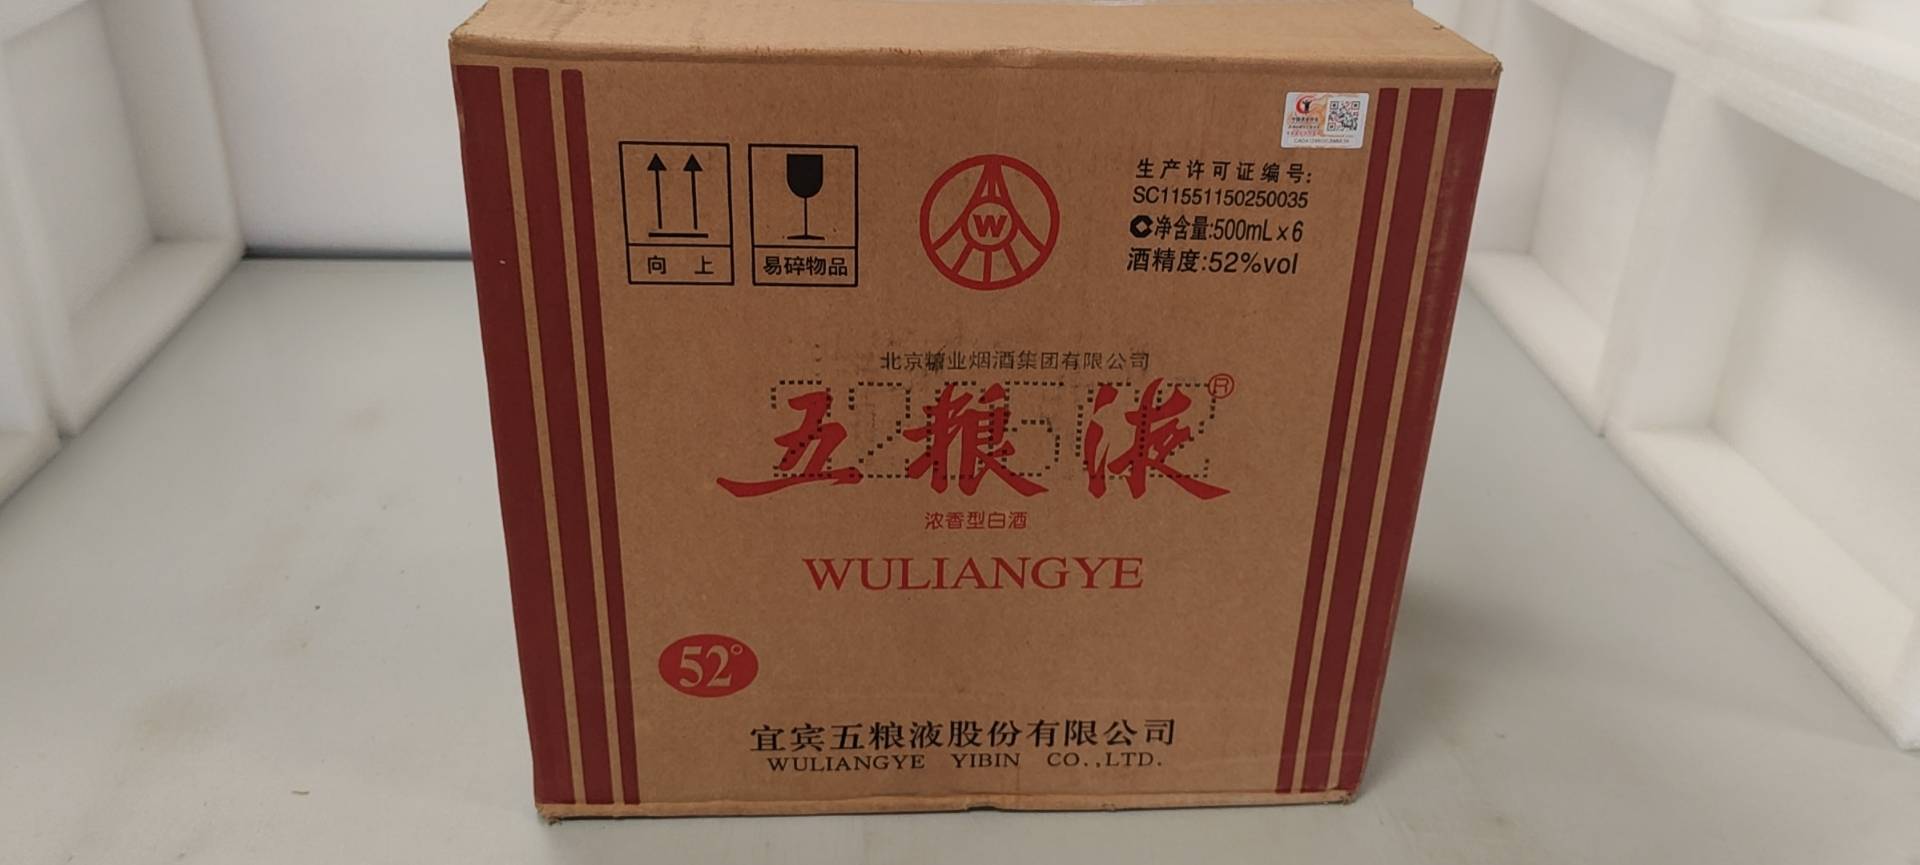 向 上
易碎物品
W
生产许可证编号:
SC11551150250035
净含量:500mL×6
酒精度:52%vol
北京糖业烟酒集团有限公司
五粮液®
浓香型白酒
WULIANGYE
52°
宜宾五粮液股份有限公司
WULIANGYE YIBIN CO.,LTD.